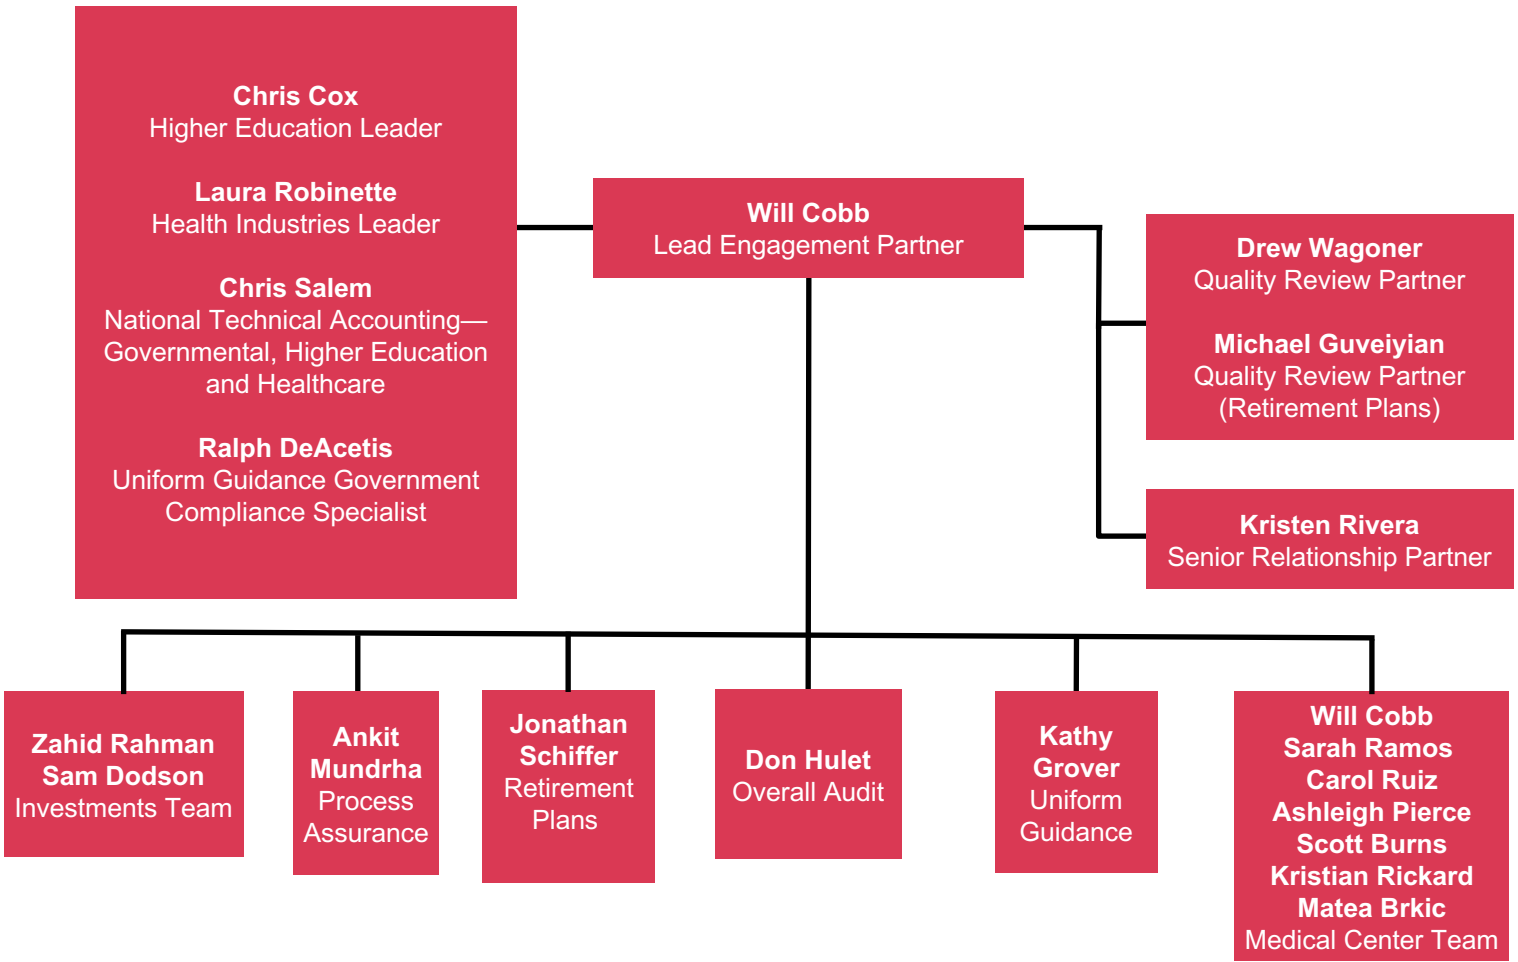 Chris Cox
Higher Education Leader
Laura Robinette
Health Industries Leader
Chris Salem
National Technical Accounting—
Governmental, Higher Education
and Healthcare
Ralph DeAcetis
Uniform Guidance Government
Compliance Specialist
Will Cobb
Lead Engagement Partner
Drew Wagoner
Quality Review Partner
Michael Guveiyian
Quality Review Partner
(Retirement Plans)
Kristen Rivera
Senior Relationship Partner
Zahid Rahman
Sam Dodson
Investments Team
Ankit
Mundrha
Process
Assurance
Jonathan
Schiffer
Retirement
Plans
Don Hulet
Overall Audit
Kathy
Grover
Uniform
Guidance
Will Cobb
Sarah Ramos
Carol Ruiz
Ashleigh Pierce
Scott Burns
Kristian Rickard
Matea Brkic
Medical Center Team